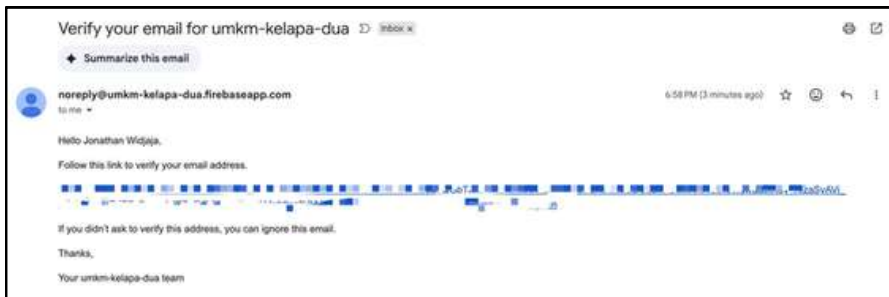 Verify your email for umkm-kelapa-dua Inbox x
Summarize this email
noreply@umkm-kelapa-dua.firebaseapp.com 6:58 PM (3 minutes ago)
to me
Hello Jonathan Widjaja,
Follow this link to verify your email address.
If you didn't ask to verify this address, you can ignore this email.
Thanks,
Your umkm-kelapa-dua team